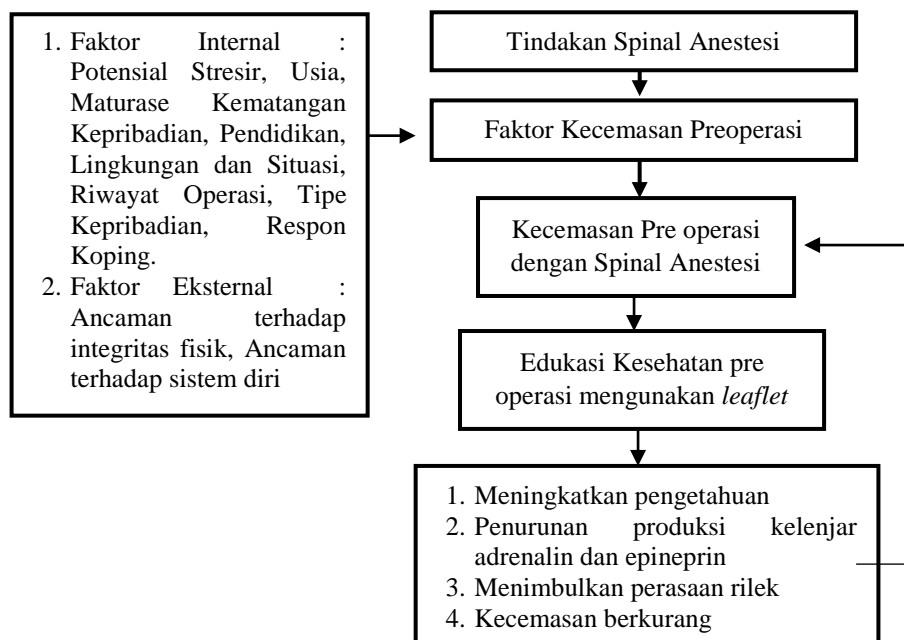 1. Faktor Internal :
Potensial Stresir, Usia,
Maturase Kematangan
Kepribadian, Pendidikan,
Lingkungan dan Situasi,
Riwayat Operasi, Tipe
Kepribadian, Respon
Koping.
2. Faktor Eksternal :
Ancaman terhadap
integritas fisik, Ancaman
terhadap sistem diri
Tindakan Spinal Anestesi
Faktor Kecemasan Preoperasi
Kecemasan Pre operasi
dengan Spinal Anestesi
Edukasi Kesehatan pre
operasi mengunakan leaflet
1. Meningkatkan pengetahuan
2. Penurunan produksi kelenjar
adrenalin dan epineprin
3. Menimbulkan perasaan rilek
4. Kecemasan berkurang